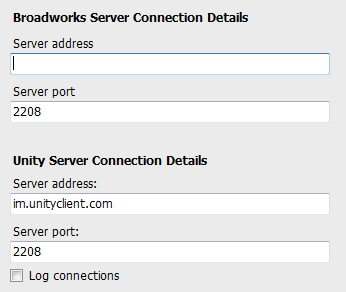 Broadworks Server Connection Details
Server address
Server port
2208
Unity Server Connection Details
Server address:
im.unityclient.com
Server port:
2208
Log connections